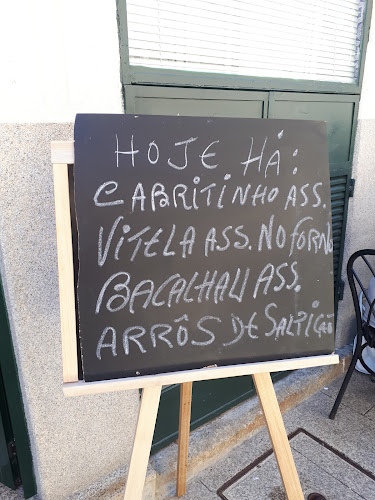 HOJE HÁ:
CABRITINHO ASS.
VITELA ASS. NO FORNO
BACALHAU ASS.
ARRÔS DE SALPICÃO